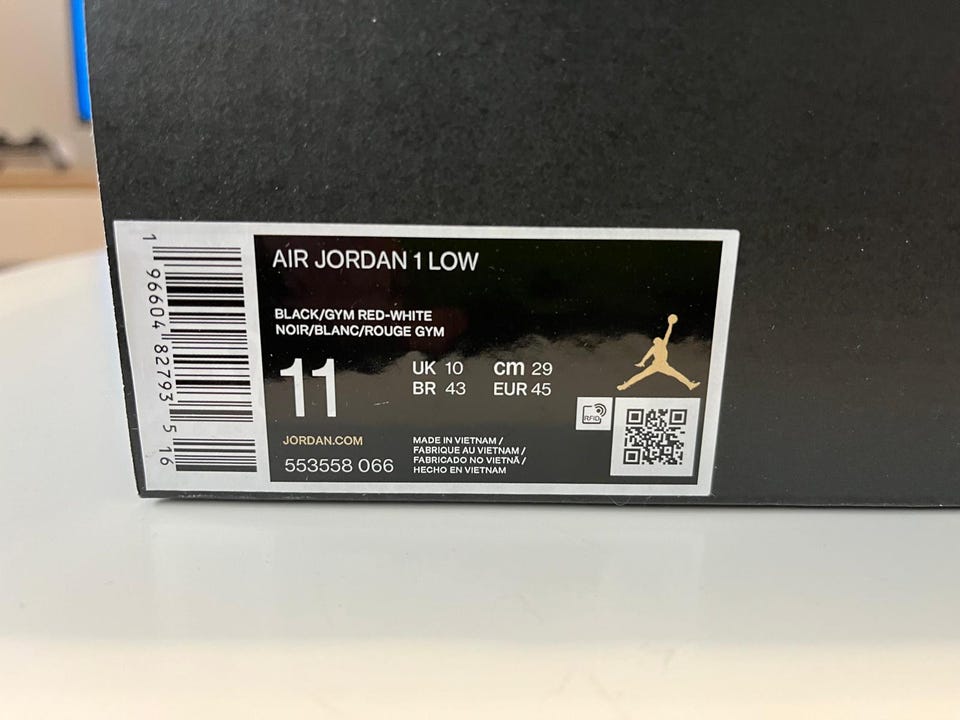 AIR JORDAN 1 LOW
BLACK/GYM RED-WHITE
NOIR/BLANC/ROUGE GYM
11
UK 10 cm 29
BR 43 EUR 45
RFID
JORDAN.COM
553558 066
MADE IN VIETNAM /
FABRIQUE AU VIETNAM /
FABRICADO NO VIETNÃ /
HECHO EN VIETNAM
1 96604 82793 5 16